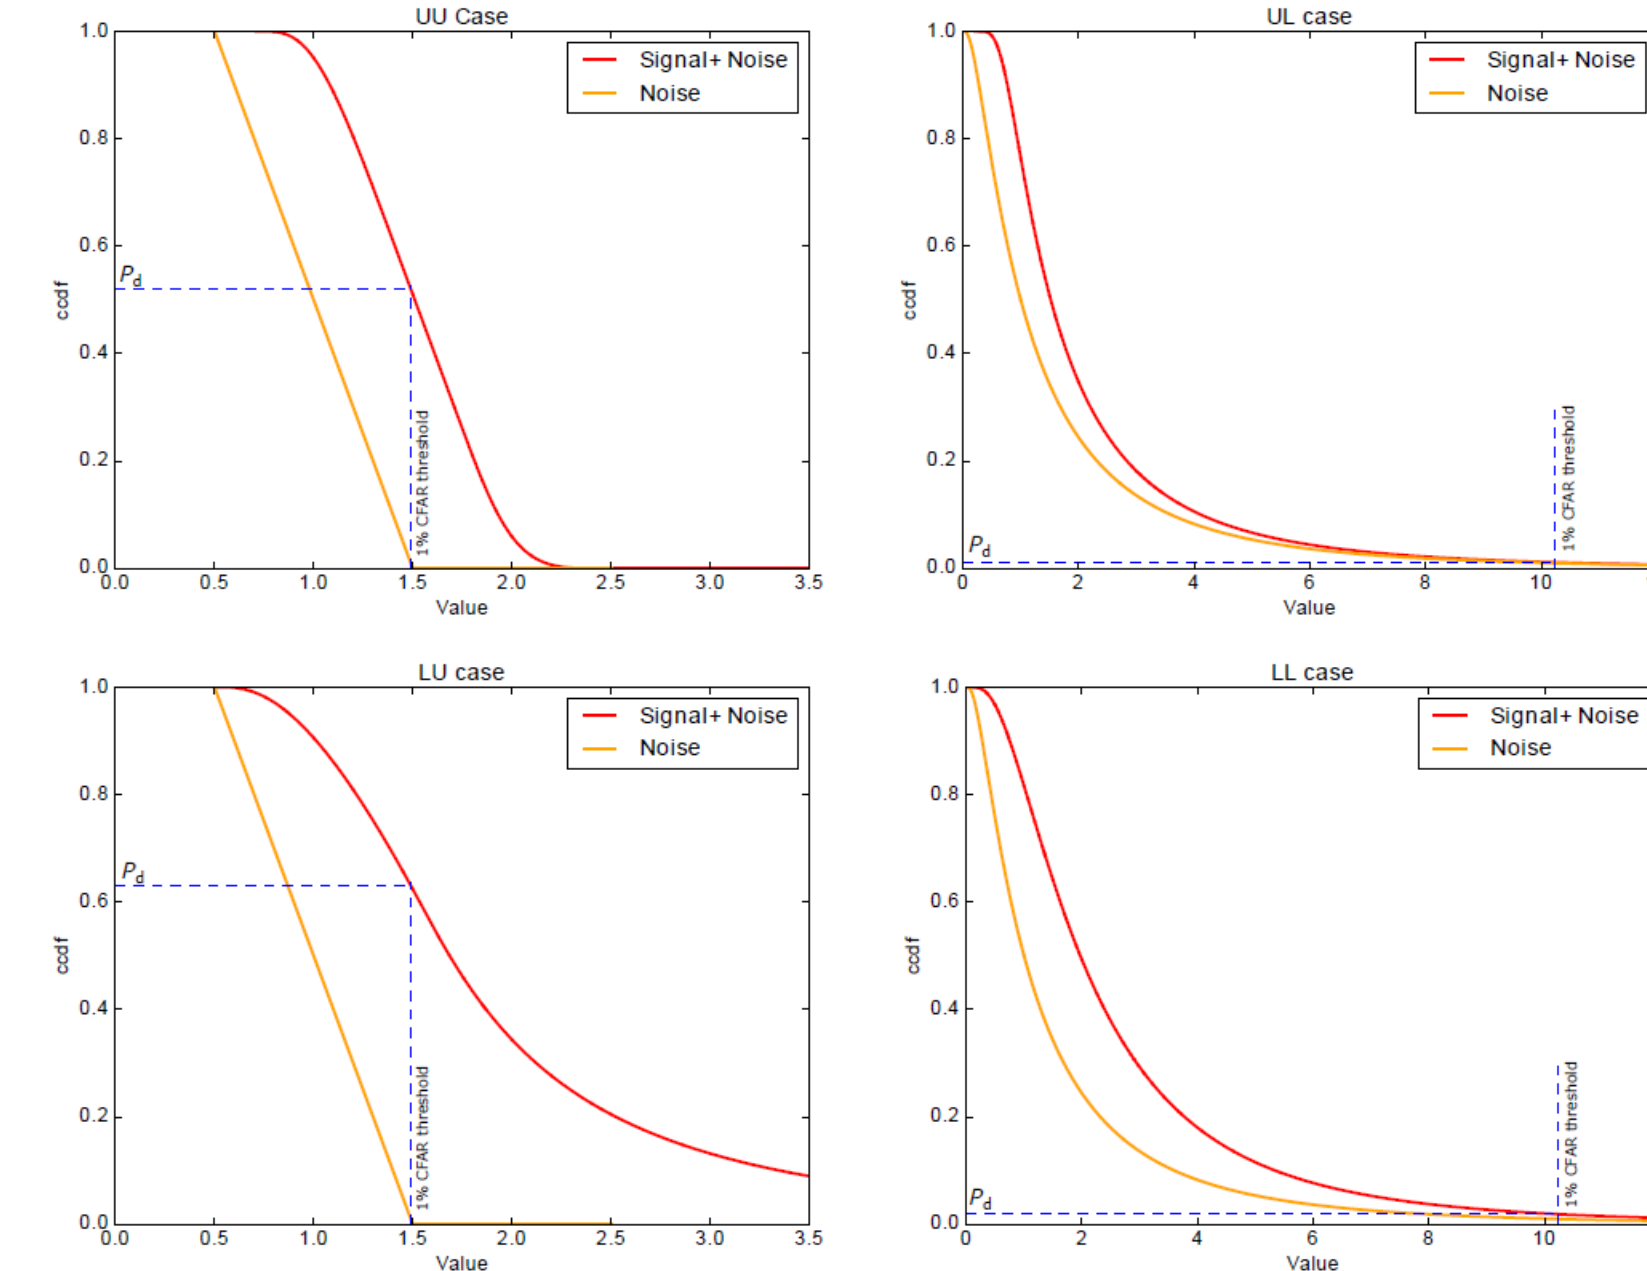 UU Case
1.0
0.8
0.6
0.4
0.2
0.0
ccdf
Signal+ Noise
Noise
Pd
1% CFAR threshold
0.0 0.5 1.0 1.5 2.0 2.5 3.0 3.5
Value
UL case
1.0
0.8
0.6
0.4
0.2
0.0
ccdf
Signal+ Noise
Noise
Pd
1% CFAR threshold
0 2 4 6 8 10
Value
LU case
1.0
0.8
0.6
0.4
0.2
0.0
ccdf
Signal+ Noise
Noise
Pd
1% CFAR threshold
0.0 0.5 1.0 1.5 2.0 2.5 3.0 3.5
Value
LL case
1.0
0.8
0.6
0.4
0.2
0.0
ccdf
Signal+ Noise
Noise
Pd
1% CFAR threshold
0 2 4 6 8 10
Value